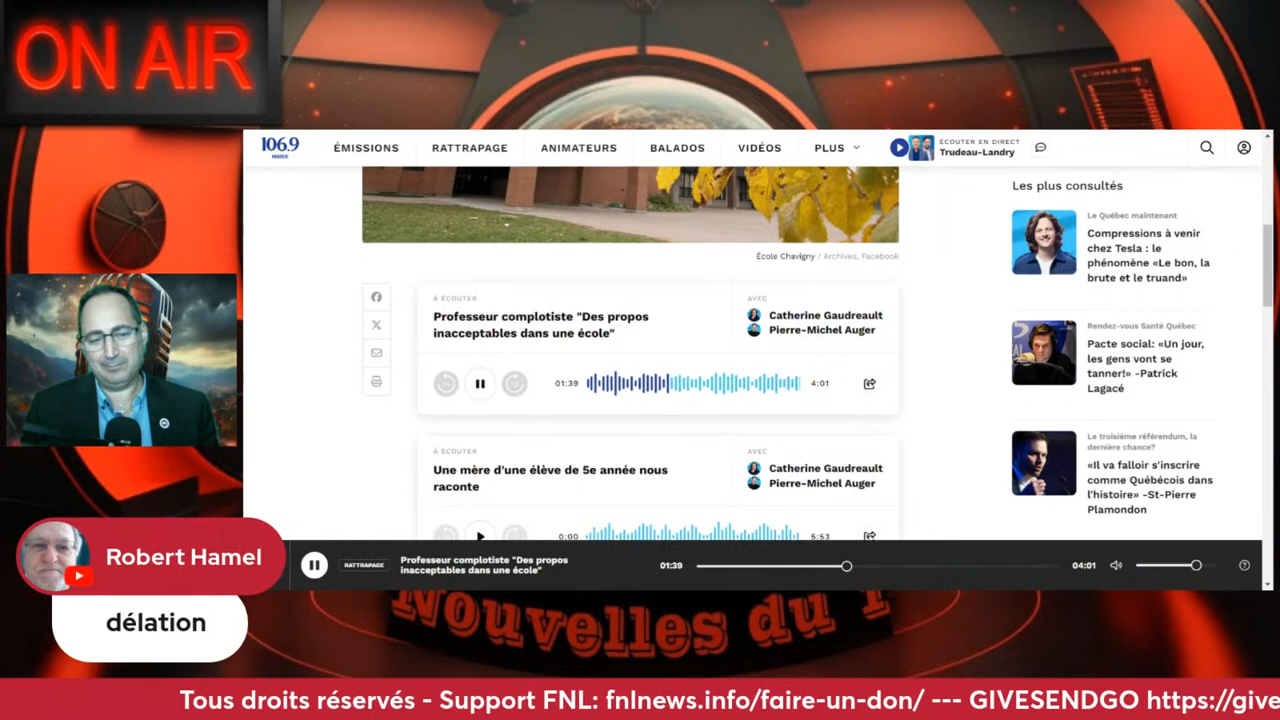 ON AIR
106.9
ÉMISSIONS
RATTRAPAGE
ANIMATEURS
BALADOS
VIDÉOS
PLUS
ÉCOUTER EN DIRECT
Trudeau-Landry
École Chavigny / Archives, Facebook
À ÉCOUTER
Professeur complotiste "Des propos
inacceptables dans une école"
AVEC
Catherine Gaudreault
Pierre-Michel Auger
01:39
4:01
À ÉCOUTER
Une mère d'une élève de 5e année nous
raconte
AVEC
Catherine Gaudreault
Pierre-Michel Auger
0:00
5:53
Les plus consultés
Le Québec maintenant
Compressions à venir
chez Tesla : le
phénomène «Le bon, la
brute et le truand»
Rendez-vous Santé Québec
Pacte social: «Un jour,
les gens vont se
tanner!» -Patrick
Lagacé
Le troisième référendum, la
dernière chance?
«Il va falloir s'inscrire
comme Québécois dans
l'histoire» -St-Pierre
Plamondon
RATTRAPAGE
Professeur complotiste "Des propos
inacceptables dans une école"
01:39
04:01
Robert Hamel
délation
Nouvelles du
Tous droits réservés - Support FNL: fnlnews.info/faire-un-don/ --- GIVESENDGO https://give